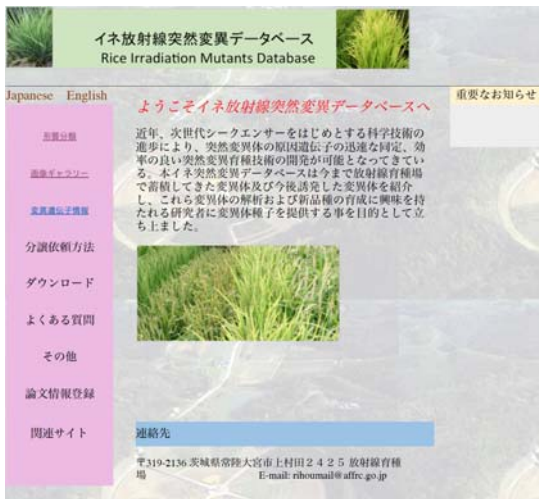 イネ放射線突然変異データベース
Rice Irradiation Mutants Database
Japanese English
重要なお知らせ
形質分類
画像ギャラリー
変異遺伝子情報
分譲依頼方法
ダウンロード
よくある質問
その他
論文情報登録
関連サイト
ようこそイネ放射線突然変異データベースへ
近年、次世代シークエンサーをはじめとする科学技術の
進歩により、突然変異体の原因遺伝子の迅速な同定、効
率の良い突然変異育種技術の開発が可能となってきてい
る。本イネ突然変異データベースは今まで放射線育種場
で蓄積してきた変異体及び今後誘発した変異体を紹介
し、これら変異体の解析および新品種の育成に興味を持
たれる研究者に変異体種子を提供する事を目的として立
ち上ました。
連絡先
〒319-2136 茨城県常陸大宮市上村田２４２５ 放射線育種
場 E-mail: rihoumail@affrc.go.jp